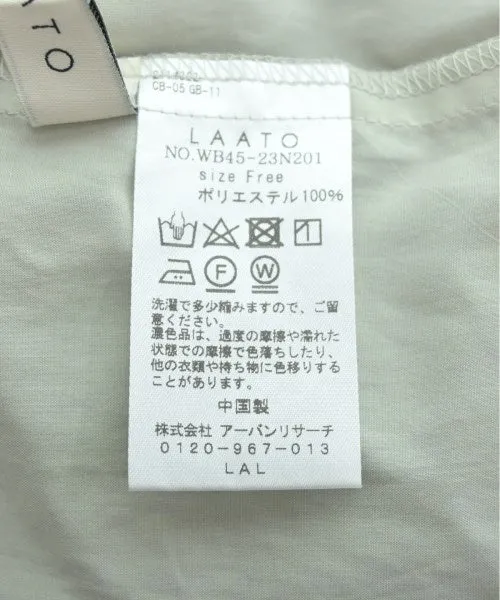 ATO
CB-05 GB-11
LAATO
NO.WB45-23N201
size Free
ポリエステル100%
F W
洗濯で多少縮みますので、ご留
意ください。
濃色品は、過度の摩擦や濡れた
状態での摩擦で色落ちしたり、
他の衣類や持ち物に色移りする
ことがあります。
中国製
株式会社 アーバンリサーチ
0120-967-013
LAL